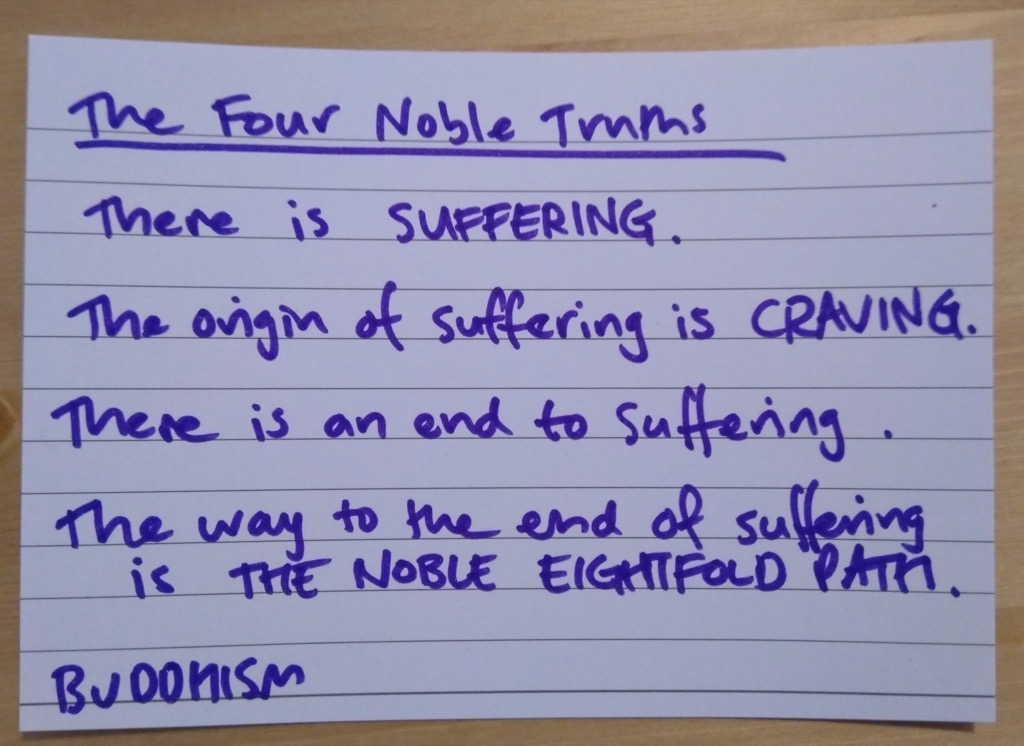 The Four Noble Truths
There is SUFFERING.
The origin of suffering is CRAVING.
There is an end to suffering.
The way to the end of suffering
is THE NOBLE EIGHTFOLD PATH.
BUDDHISM